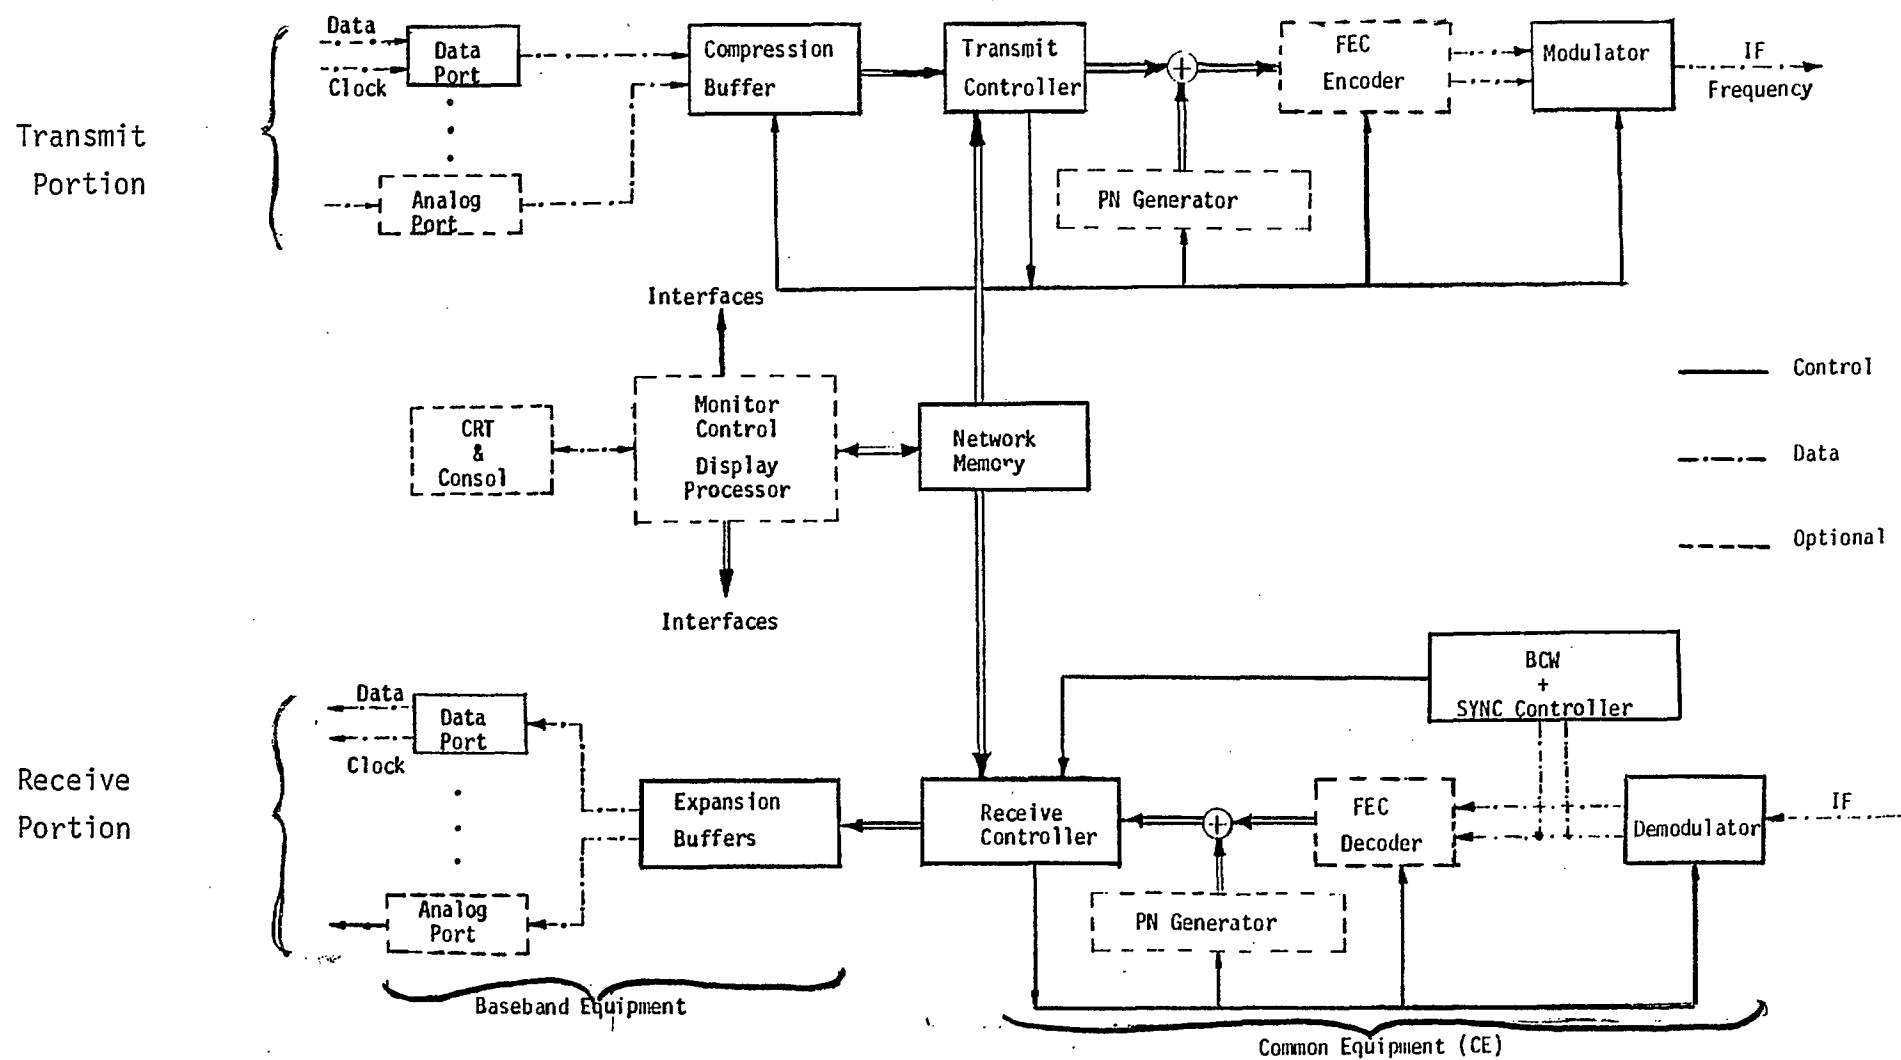 Transmit
Portion
Data
Clock
Data
Port
Analog
Port
Compression
Buffer
Transmit
Controller
+
PN Generator
FEC
Encoder
Modulator
IF
Frequency
Interfaces
CRT
&
Consol
Monitor
Control
Display
Processor
Network
Memory
Interfaces
Control
Data
Optional
Receive
Portion
Data
Clock
Data
Port
Analog
Port
Expansion
Buffers
Receive
Controller
+
PN Generator
FEC
Decoder
BCW
+
SYNC Controller
Demodulator
IF
Baseband Equipment
Common Equipment (CE)